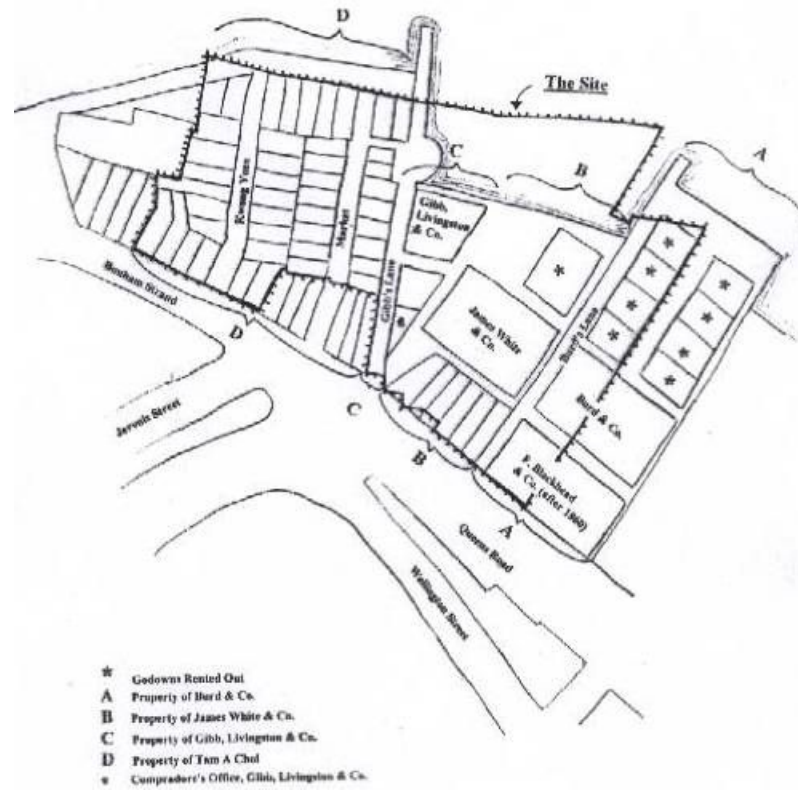 D
The Site
A
C
B
Kwong Yuen
Market
Gibb's Lane
Gibb,
Livingston
& Co.
*
*
*
*
*
*
*
*
*
James White
& Co.
Burd's Lane
Burd & Co.
F. Blackhead
& Co. (after 1860)
Bonham Strand
D
C
B
A
Jervois Street
Queens Road
Wellington Street
* Godowns Rented Out
A Property of Burd & Co.
B Property of James White & Co.
C Property of Gibb, Livingston & Co.
D Property of Tam A Choi
Compradore's Office, Gibb, Livingston & Co.